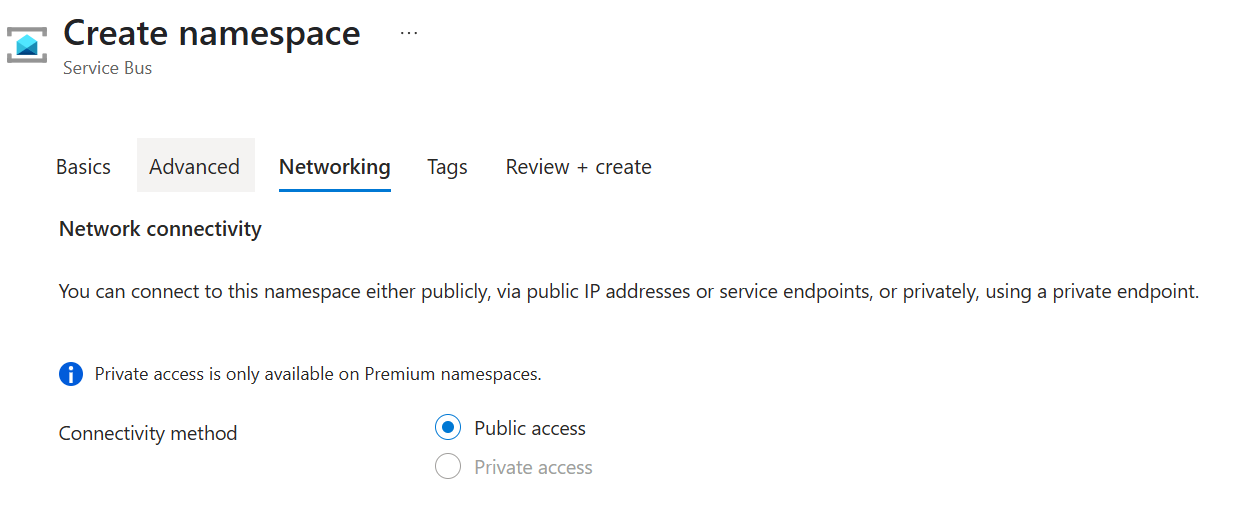 Create namespace ...
Service Bus
Basics Advanced Networking Tags Review + create
Network connectivity
You can connect to this namespace either publicly, via public IP addresses or service endpoints, or privately, using a private endpoint.
Private access is only available on Premium namespaces.
Connectivity method
Public access
Private access